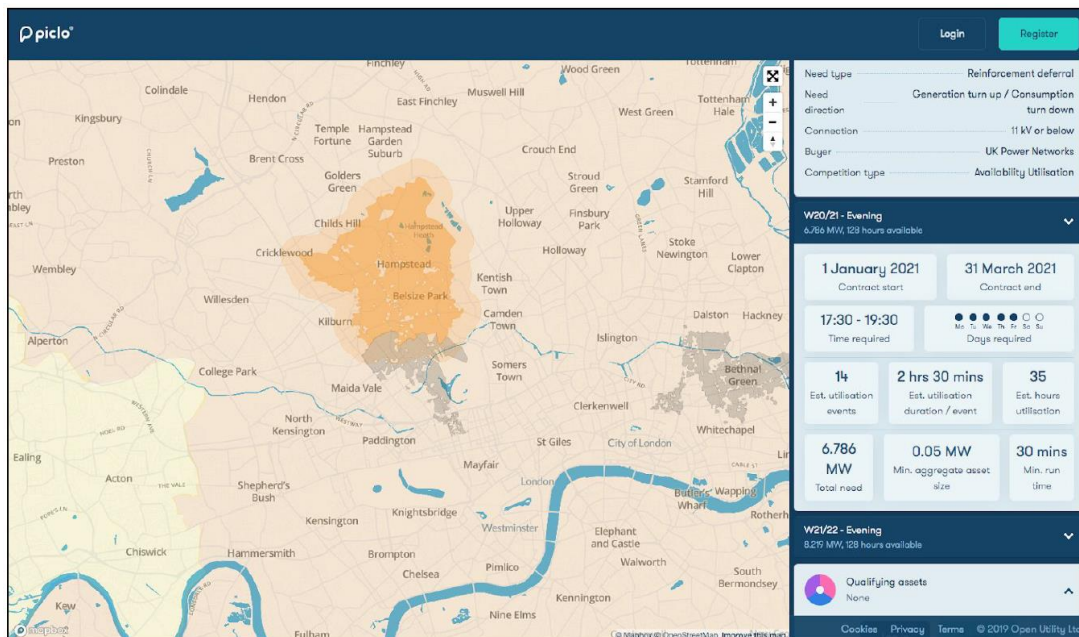 piclo
Login
Register
Finchley
Wood Green
Tottenham
Colindale
Muswell Hill
Hendon
East Finchley
Tottenham
Hale
West Green
Kingsbury
Temple
Fortune
Hampstead
Garden
Suburb
Preston
Brent Cross
Crouch End
Golders
Green
Stroud
Green
Stamford
Hill
Childs Hill
Hampstead
Heath
Upper
Holloway
Finsbury
Park
Cricklewood
Stoke
Newington
Holloway
Lower
Clapton
Wembley
Hampstead
Kentish
Town
Willesden
Belsize Park
Kilburn
Camden
Town
Dalston
Hackney
Alperton
Islington
College Park
Somers
Town
Bethnal
Green
Maida Vale
CITY RD
Clerkenwell
North
Kensington
WESTWAY
Paddington
Whitechapel
St Giles
City of London
Ealing
Mayfair
CABLE ST
Acton
THE VALE
London
Shepherd's
Bush
Butler's
Wharf
Wapping
Knightsbridge
Kensington
Westminster
Elephant
and Castle
Chiswick
Hammersmith
Brompton
Walworth
Pimlico
Chelsea
South
Bermondsey
Kennington
Kew
Nine Elms
Fulham
mapbox
© Mapbox © OpenStreetMap Improve this map
Need type Reinforcement deferral
Need direction Generation turn up / Consumption turn down
Connection 11 kV or below
Buyer UK Power Networks
Competition type Availability Utilisation
W20/21 - Evening
6.786 MW, 128 hours available
1 January 2021
Contract start
31 March 2021
Contract end
17:30 - 19:30
Time required
Mo Tu We Th Fr Sa Su
Days required
14
Est. utilisation
events
2 hrs 30 mins
Est. utilisation
duration / event
35
Est. hours
utilisation
6.786
MW
Total need
0.05 MW
Min. aggregate asset
size
30 mins
Min. run
time
W21/22 - Evening
8.219 MW, 128 hours available
Qualifying assets
None
Cookies Privacy Terms © 2019 Open Utility Ltd